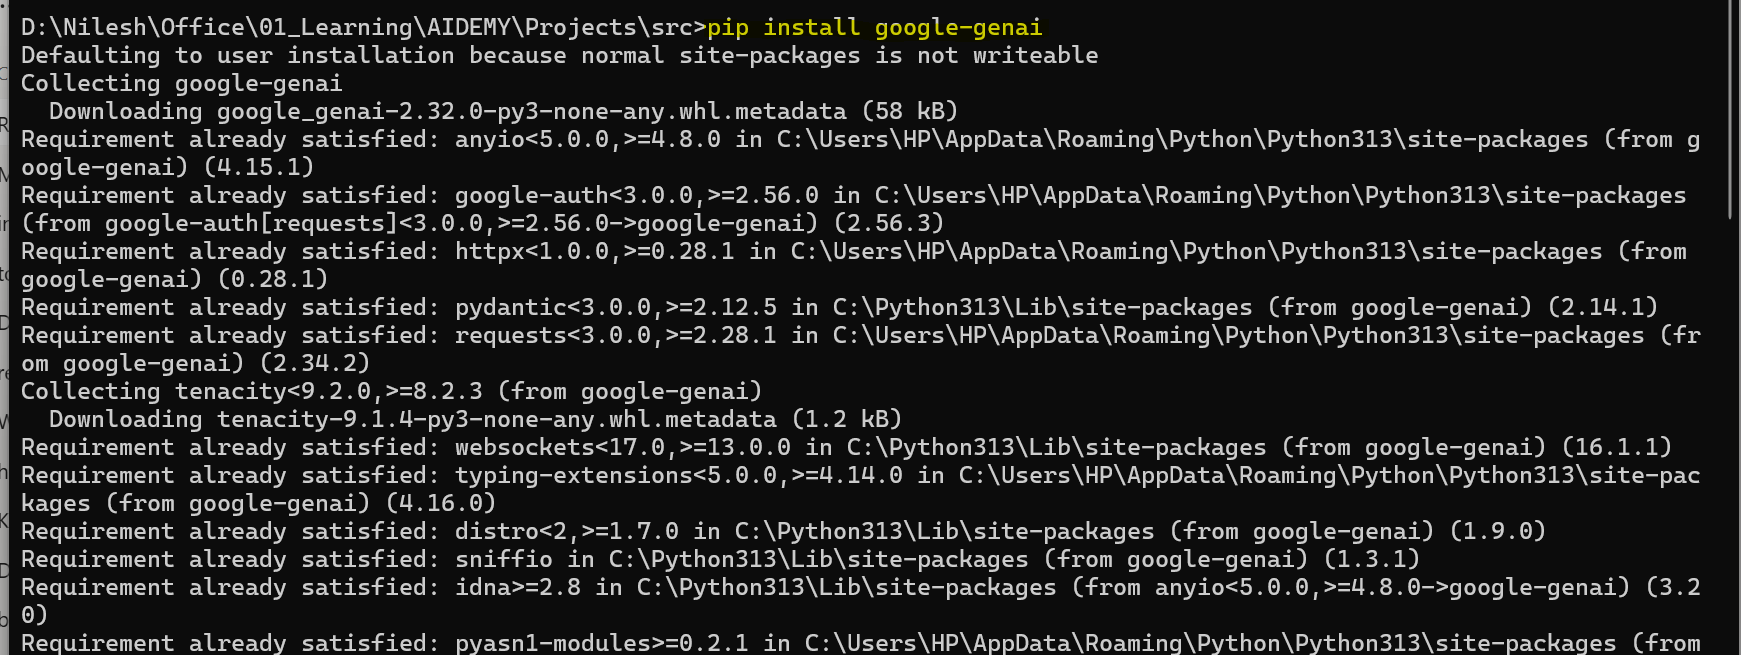 D:\Nilesh\Office\01_Learning\AIDEMY\Projects\src>pip install google-genai
Defaulting to user installation because normal site-packages is not writeable
Collecting google-genai
  Downloading google_genai-2.32.0-py3-none-any.whl.metadata (58 kB)
Requirement already satisfied: anyio<5.0.0,>=4.8.0 in C:\Users\HP\AppData\Roaming\Python\Python313\site-packages (from g
oogle-genai) (4.15.1)
Requirement already satisfied: google-auth<3.0.0,>=2.56.0 in C:\Users\HP\AppData\Roaming\Python\Python313\site-packages
(from google-auth[requests]<3.0.0,>=2.56.0->google-genai) (2.56.3)
Requirement already satisfied: httpx<1.0.0,>=0.28.1 in C:\Users\HP\AppData\Roaming\Python\Python313\site-packages (from
google-genai) (0.28.1)
Requirement already satisfied: pydantic<3.0.0,>=2.12.5 in C:\Python313\Lib\site-packages (from google-genai) (2.14.1)
Requirement already satisfied: requests<3.0.0,>=2.28.1 in C:\Users\HP\AppData\Roaming\Python\Python313\site-packages (fr
om google-genai) (2.34.2)
Collecting tenacity<9.2.0,>=8.2.3 (from google-genai)
  Downloading tenacity-9.1.4-py3-none-any.whl.metadata (1.2 kB)
Requirement already satisfied: websockets<17.0,>=13.0.0 in C:\Python313\Lib\site-packages (from google-genai) (16.1.1)
Requirement already satisfied: typing-extensions<5.0.0,>=4.14.0 in C:\Users\HP\AppData\Roaming\Python\Python313\site-pac
kages (from google-genai) (4.16.0)
Requirement already satisfied: distro<2,>=1.7.0 in C:\Python313\Lib\site-packages (from google-genai) (1.9.0)
Requirement already satisfied: sniffio in C:\Python313\Lib\site-packages (from google-genai) (1.3.1)
Requirement already satisfied: idna>=2.8 in C:\Python313\Lib\site-packages (from anyio<5.0.0,>=4.8.0->google-genai) (3.2
0)
Requirement already satisfied: pyasn1-modules>=0.2.1 in C:\Users\HP\AppData\Roaming\Python\Python313\site-packages (from